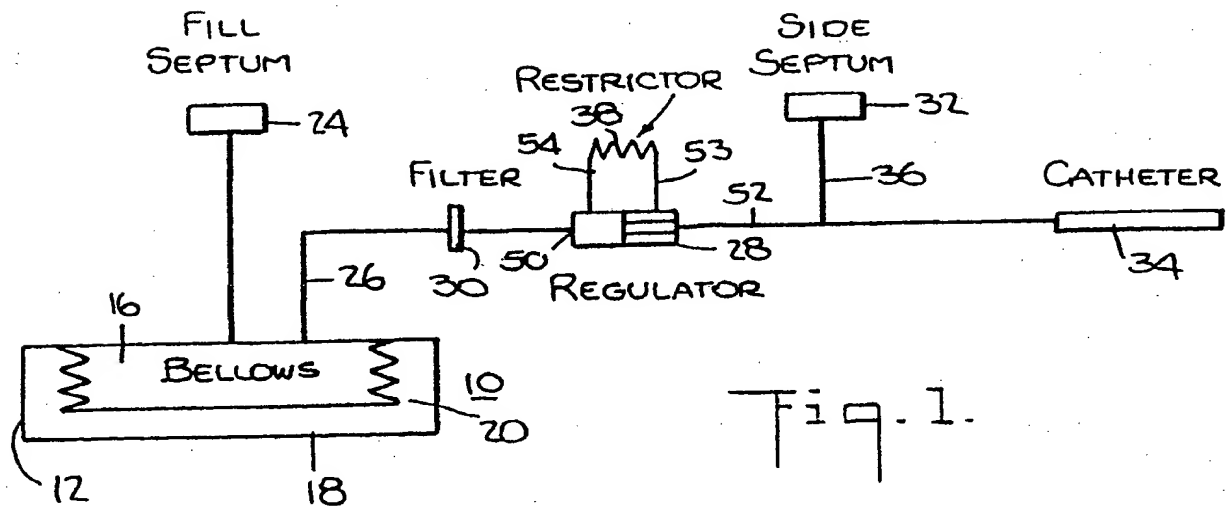 FILL
SEPTUM
24
SIDE
SEPTUM
32
RESTRICTOR
38
54
53
FILTER
36
CATHETER
52
50
28
30
REGULATOR
34
26
16
BELLOWS
10
20
12
18
Fig. 1.